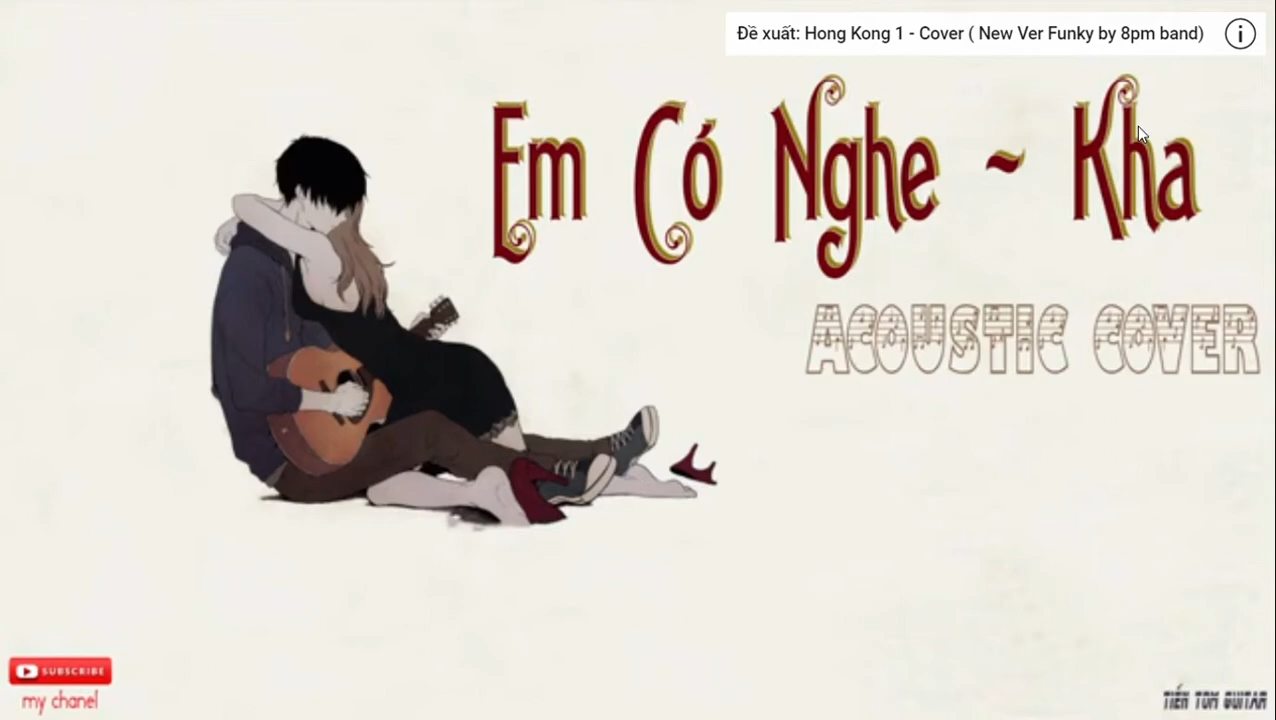 Đề xuất: Hong Kong 1 - Cover ( New Ver Funky by 8pm band)
Em Có Nghe ~ Kha
ACOUSTIC COVER
SUBSCRIBE
my chanel
TIẾN TOM GUITAR